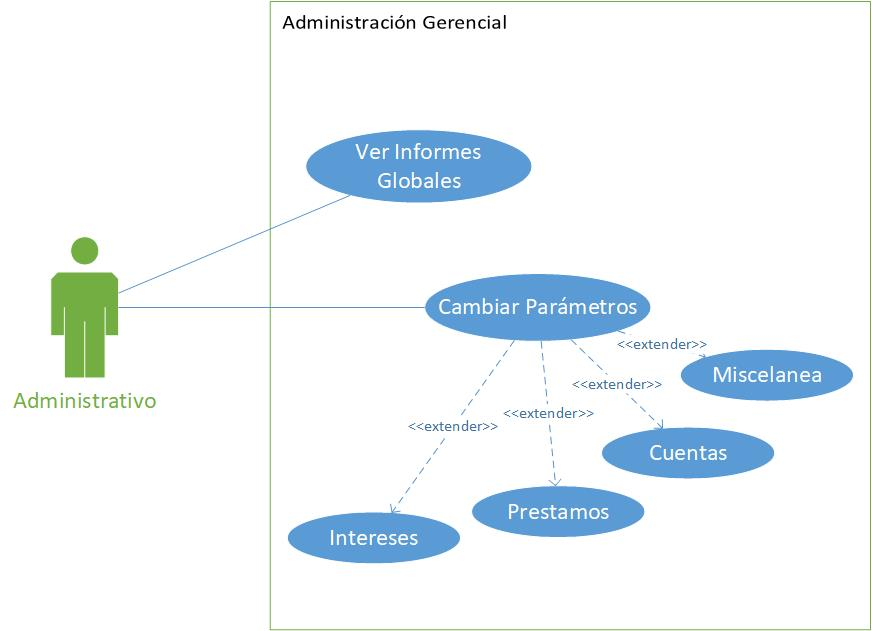 Administración Gerencial
Ver Informes
Globales
Cambiar Parámetros
<<extender>>
Miscelanea
<<extender>>
Administrativo
<<extender>>
<<extender>>
Cuentas
Prestamos
Intereses